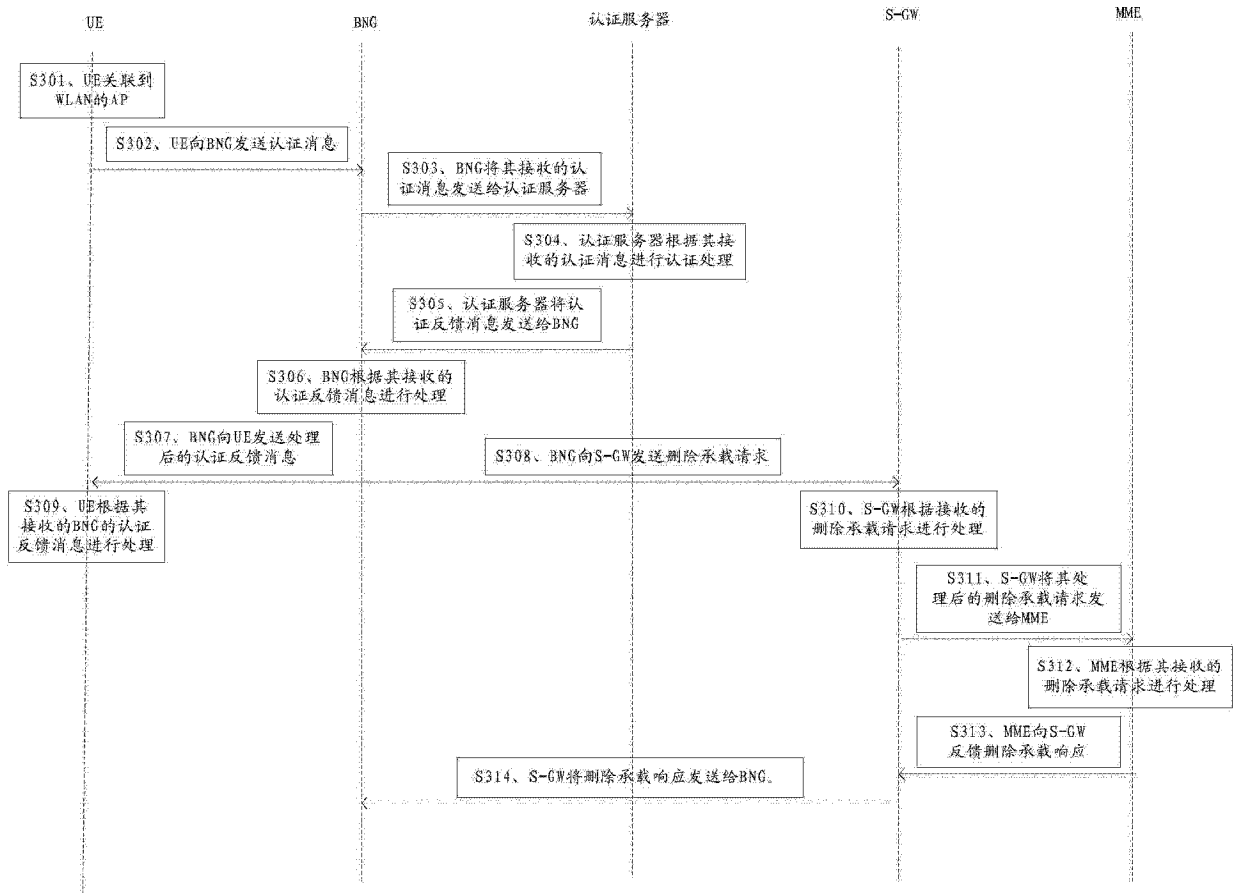 UE
BNG
认证服务器
S-GW
MME
S301、UE关联到
WLAN的AP
S302、UE向BNG发送认证消息
S303、BNG将其接收的认
证消息发送给认证服务器
S304、认证服务器根据其接
收的认证消息进行认证处理
S305、认证服务器将认
证反馈消息发送给BNG
S306、BNG根据其接收的
认证反馈消息进行处理
S307、BNG向UE发送处理
后的认证反馈消息
S308、BNG向S-GW发送删除承载请求
S309、UE根据其
接收的BNG的认证
反馈消息进行处理
S310、S-GW根据接收的
删除承载请求进行处理
S311、S-GW将其处
理后的删除承载请求发
送给MME
S312、MME根据其接收的
删除承载请求进行处理
S313、MME向S-GW
反馈删除承载响应
S314、S-GW将删除承载响应发送给BNG。